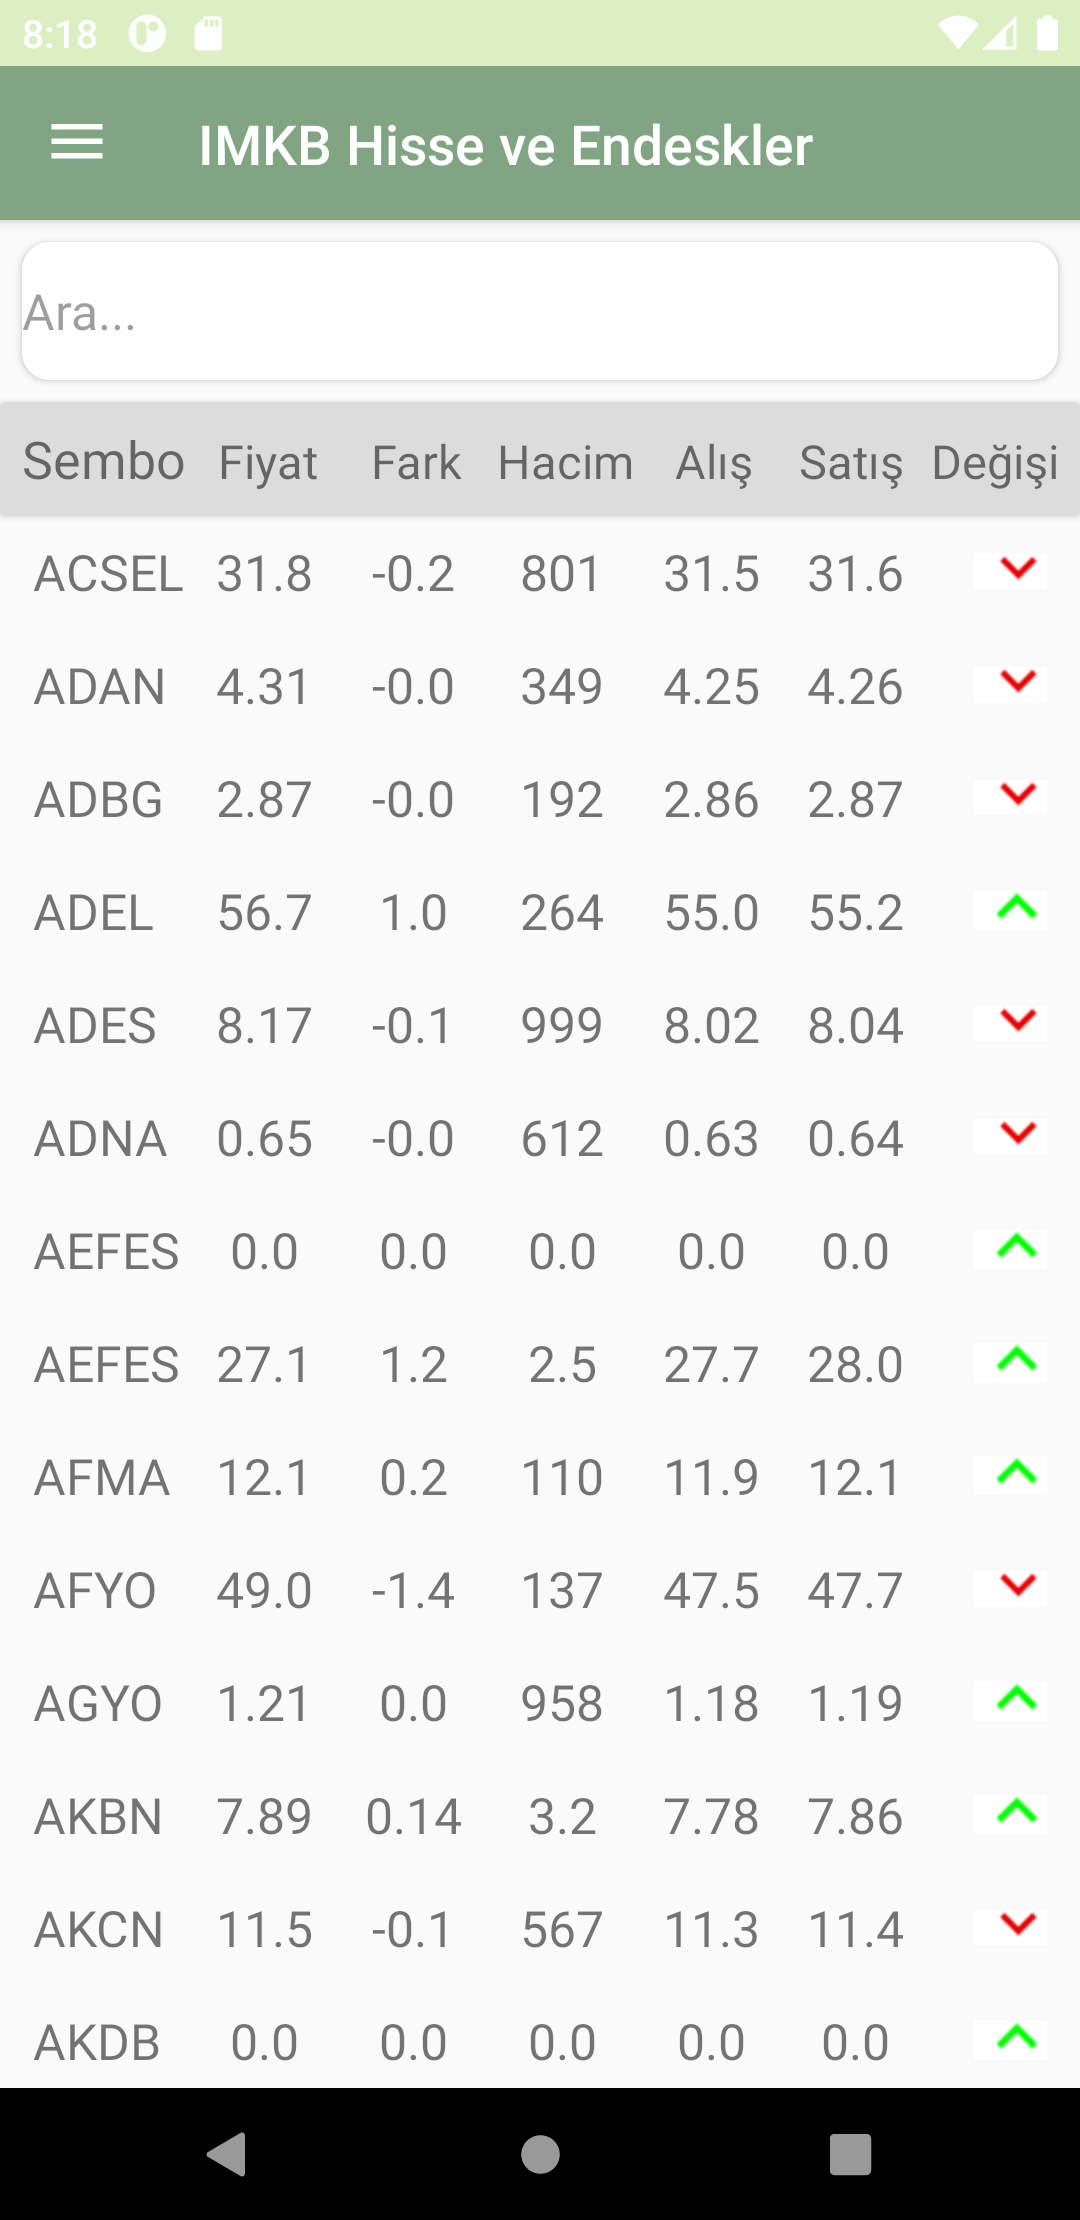 8:18
IMKB Hisse ve Endeskler
Ara...
Sembo Fiyat Fark Hacim Alış Satış Değişi
ACSEL 31.8 -0.2 801 31.5 31.6
ADAN 4.31 -0.0 349 4.25 4.26
ADBG 2.87 -0.0 192 2.86 2.87
ADEL 56.7 1.0 264 55.0 55.2
ADES 8.17 -0.1 999 8.02 8.04
ADNA 0.65 -0.0 612 0.63 0.64
AEFES 0.0 0.0 0.0 0.0 0.0
AEFES 27.1 1.2 2.5 27.7 28.0
AFMA 12.1 0.2 110 11.9 12.1
AFYO 49.0 -1.4 137 47.5 47.7
AGYO 1.21 0.0 958 1.18 1.19
AKBN 7.89 0.14 3.2 7.78 7.86
AKCN 11.5 -0.1 567 11.3 11.4
AKDB 0.0 0.0 0.0 0.0 0.0